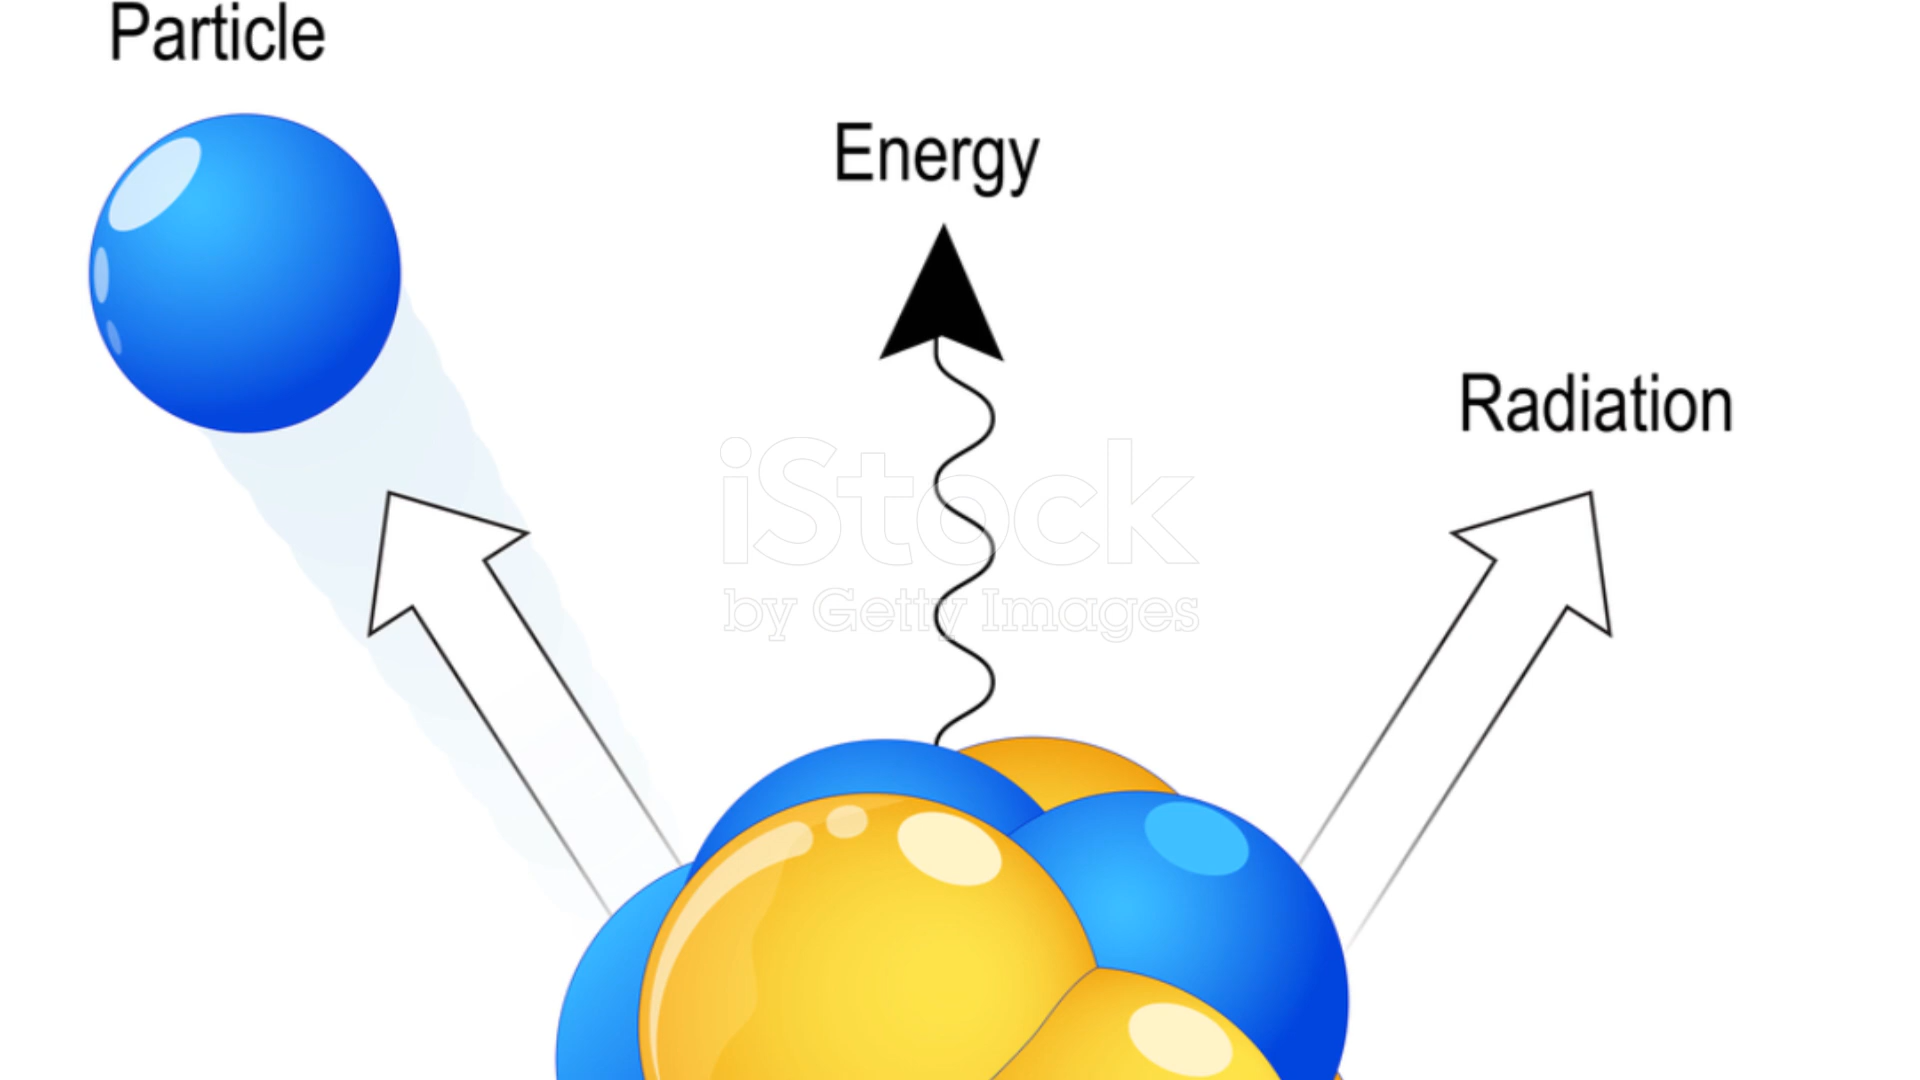 Particle
Energy
Radiation
iStock
by Getty Images